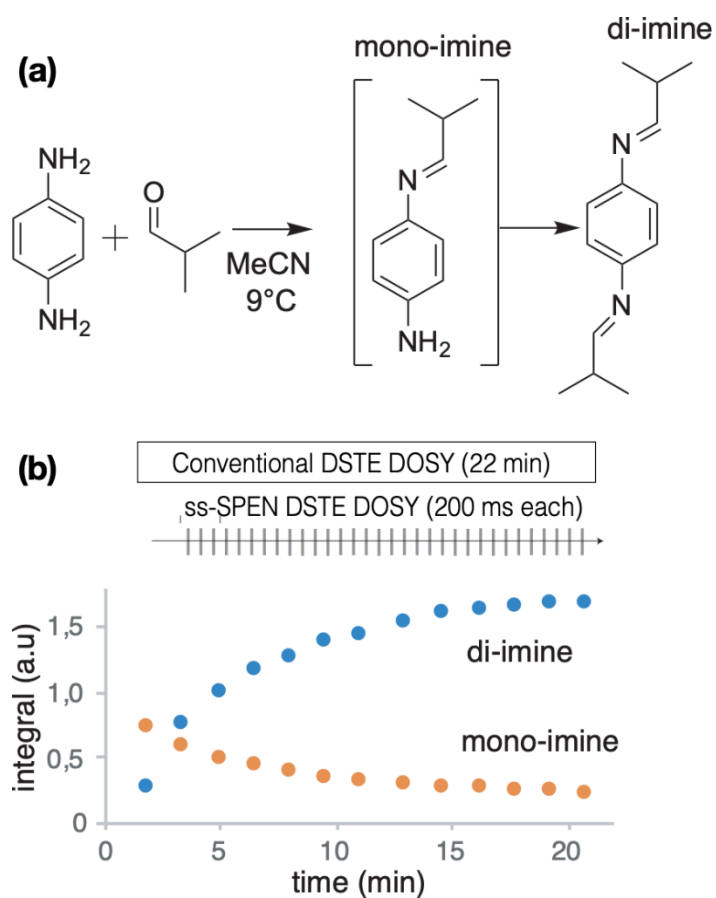 (a)
mono-imine
di-imine
NH2
NH2
+
O
MeCN
9°C
N
NH2
N
N
(b)
Conventional DSTE DOSY (22 min)
ss-SPEN DSTE DOSY (200 ms each)
integral (a.u)
1,5
1,0
0,5
0
di-imine
mono-imine
0
5
10
15
20
time (min)